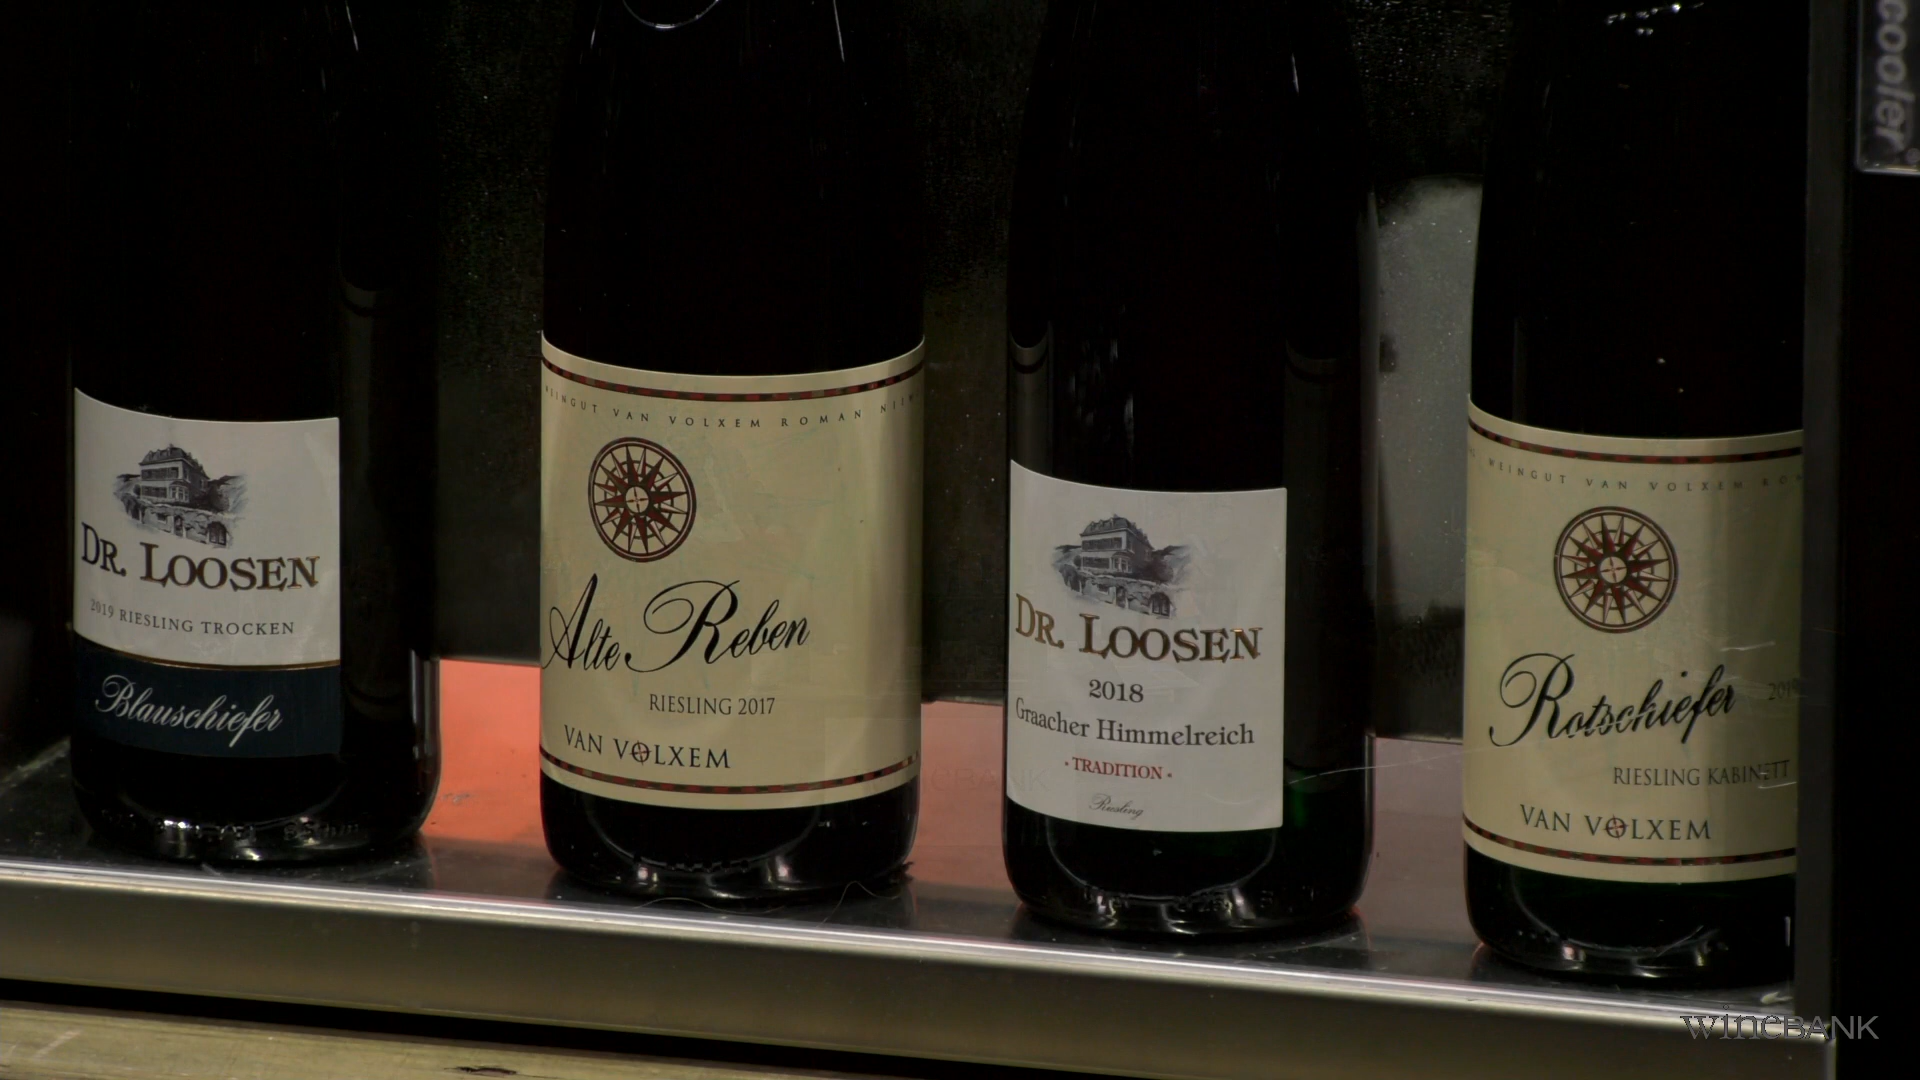 DR. LOOSEN
2019 RIESLING TROCKEN
Blauschiefer
WEINGUT VAN VOLXEM ROMAN
Alte Reben
RIESLING 2017
VAN VOLXEM
DR. LOOSEN
2018
Graacher Himmelreich
· TRADITION ·
Riesling
WEINGUT VAN VOLXEM
Rotschiefer
RIESLING KABINETT
VAN VOLXEM
cooler
wineBANK